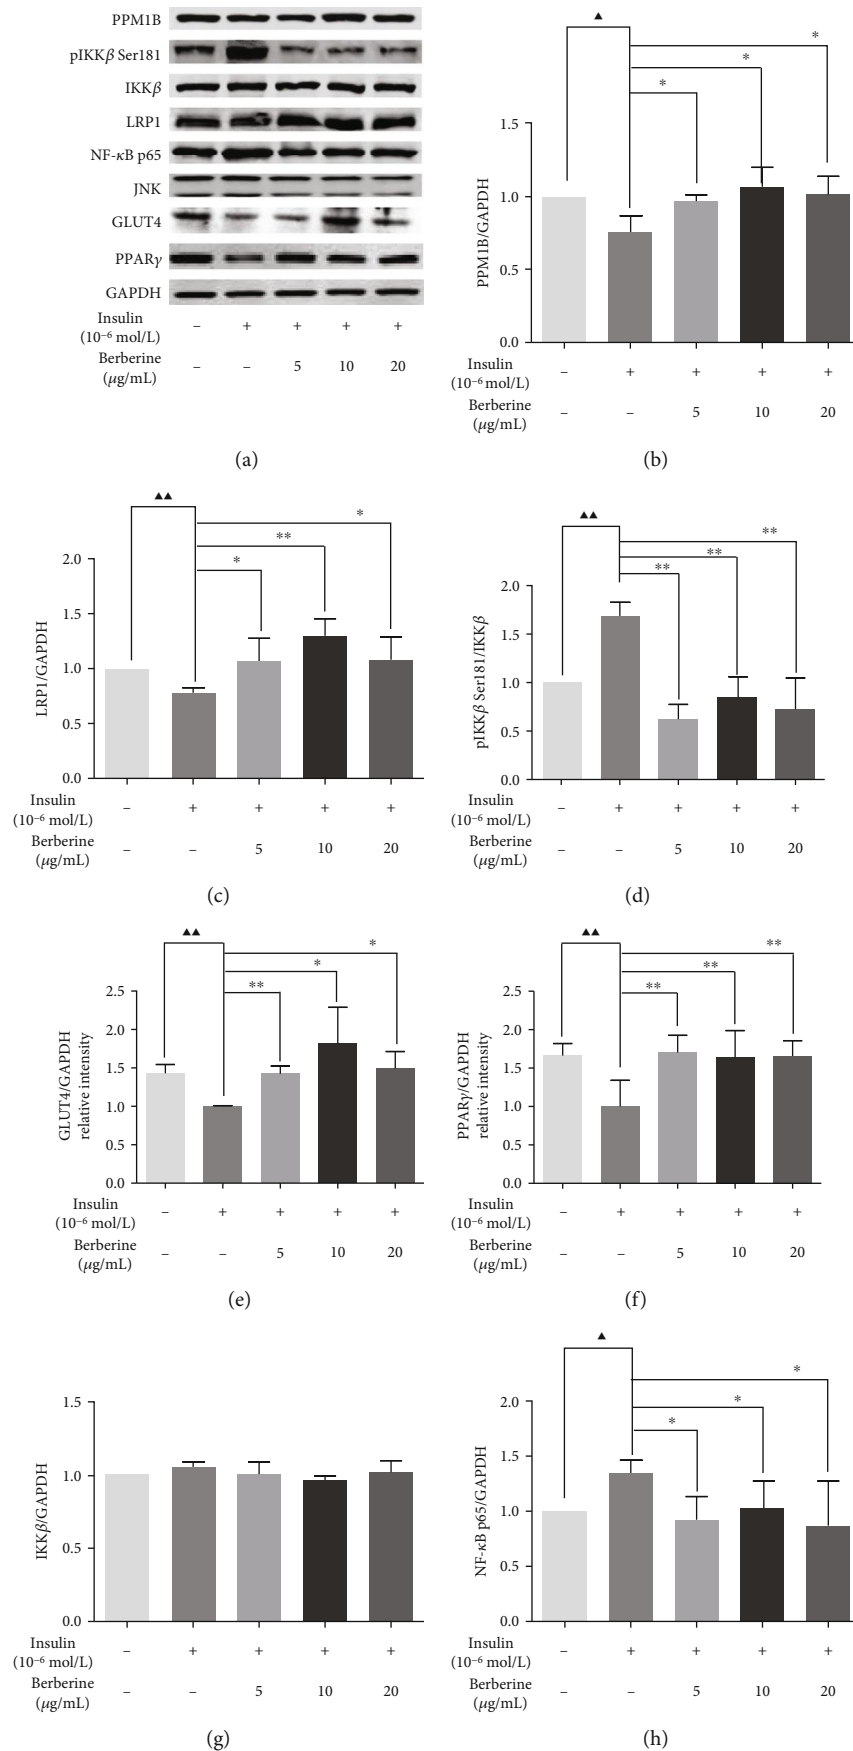 PPM1B
pIKKβ Ser181
IKKβ
LRP1
NF-κB p65
JNK
GLUT4
PPARγ
GAPDH
Insulin
(10⁻⁶ mol/L)
– + + + +
Berberine
(μg/mL)
– – 5 10 20
(a)
▲
*
*
*
PPM1B/GAPDH
1.5
1.0
0.5
0.0
Insulin
(10⁻⁶ mol/L)
– + + + +
Berberine
(μg/mL)
– – 5 10 20
(b)
▲▲
*
**
*
LRP1/GAPDH
2.0
1.5
1.0
0.5
0.0
Insulin
(10⁻⁶ mol/L)
– + + + +
Berberine
(μg/mL)
– – 5 10 20
(c)
▲▲
**
**
**
pIKKβ Ser181/IKKβ
2.0
1.5
1.0
0.5
0.0
Insulin
(10⁻⁶ mol/L)
– + + + +
Berberine
(μg/mL)
– – 5 10 20
(d)
▲▲
*
*
**
GLUT4/GAPDH
relative intensity
2.5
2.0
1.5
1.0
0.5
0.0
Insulin
(10⁻⁶ mol/L)
– + + + +
Berberine
(μg/mL)
– – 5 10 20
(e)
▲▲
**
**
**
PPARγ/GAPDH
relative intensity
2.5
2.0
1.5
1.0
0.5
0.0
Insulin
(10⁻⁶ mol/L)
– + + + +
Berberine
(μg/mL)
– – 5 10 20
(f)
IKKβ/GAPDH
1.5
1.0
0.5
0.0
Insulin
(10⁻⁶ mol/L)
– + + + +
Berberine
(μg/mL)
– – 5 10 20
(g)
▲
*
*
*
NF-κB p65/GAPDH
2.0
1.5
1.0
0.5
0.0
Insulin
(10⁻⁶ mol/L)
– + + + +
Berberine
(μg/mL)
– – 5 10 20
(h)